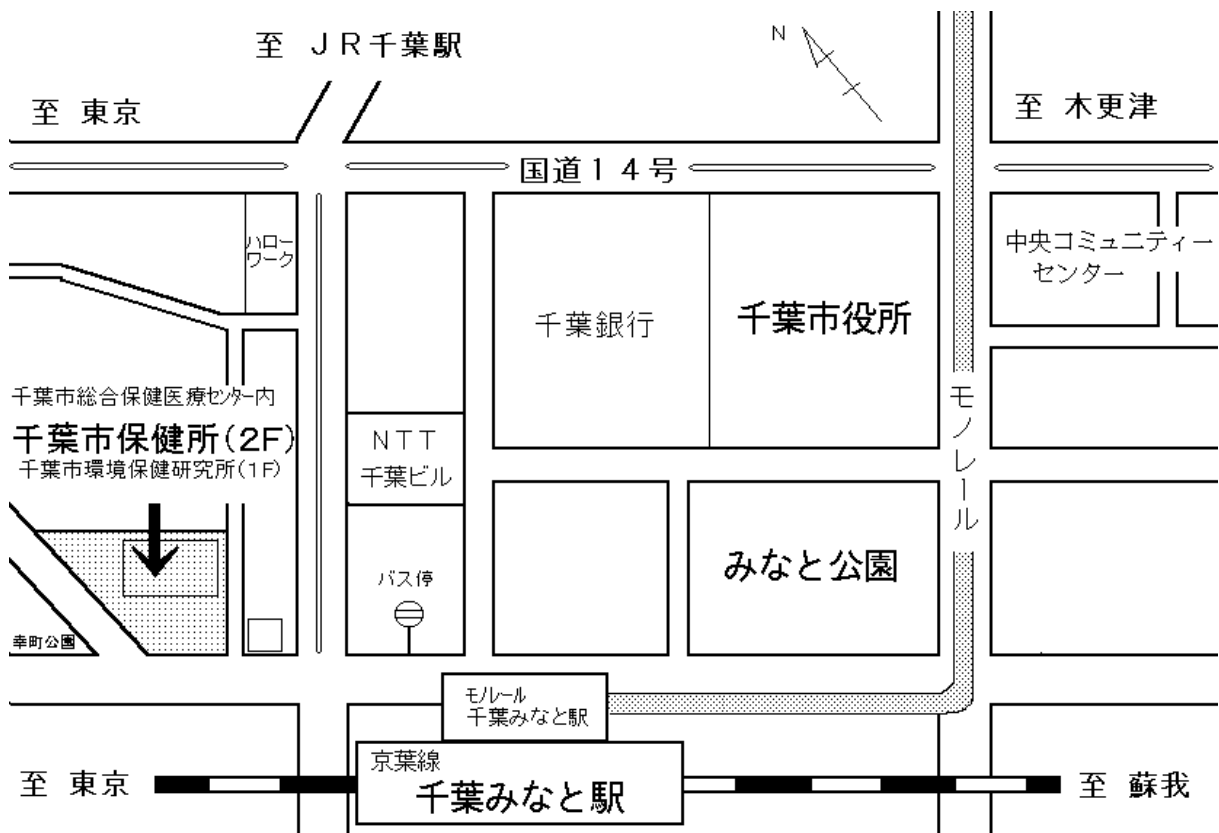 至 JR千葉駅
N
至 東京
至 木更津
国道14号
ハロー
ワーク
中央コミュニティー
センター
千葉銀行
千葉市役所
千葉市総合保健医療センター内
千葉市保健所(2F)
千葉市環境保健研究所(1F)
NTT
千葉ビル
モノレール
みなと公園
バス停
幸町公園
モノレール
千葉みなと駅
京葉線
千葉みなと駅
至 東京
至 蘇我